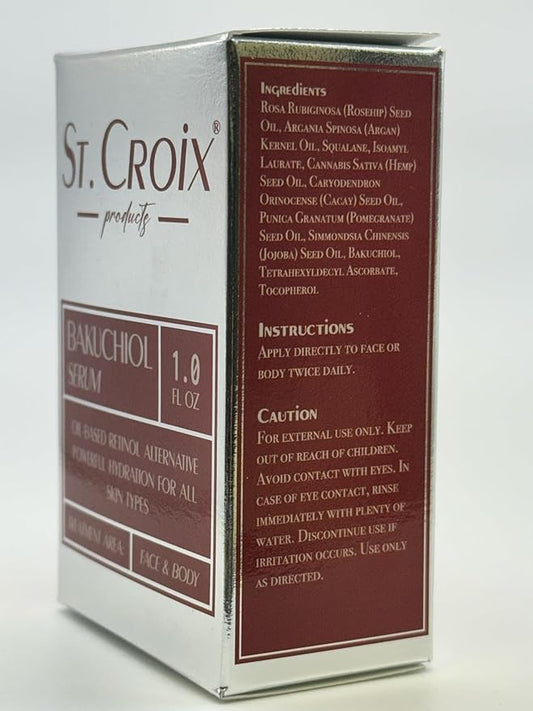 St. Croix®
products
BAKUCHIOL
SERUM
1.0
FL OZ
OIL-BASED RETINOL ALTERNATIVE
POWERFUL HYDRATION FOR ALL
SKIN TYPES
TREATMENT AREA:
FACE & BODY
Ingredients
Rosa Rubiginosa (Rosehip) Seed
Oil, Argania Spinosa (Argan)
Kernel Oil, Squalane, Isoamyl
Laurate, Cannabis Sativa (Hemp)
Seed Oil, Caryodendron
Orinocense (Cacay) Seed Oil,
Punica Granatum (Pomegranate)
Seed Oil, Simmondsia Chinensis
(Jojoba) Seed Oil, Bakuchiol,
Tetrahexyldecyl Ascorbate,
Tocopherol
Instructions
Apply directly to face or
body twice daily.
Caution
For external use only. Keep
out of reach of children.
Avoid contact with eyes. In
case of eye contact, rinse
immediately with plenty of
water. Discontinue use if
irritation occurs. Use only
as directed.